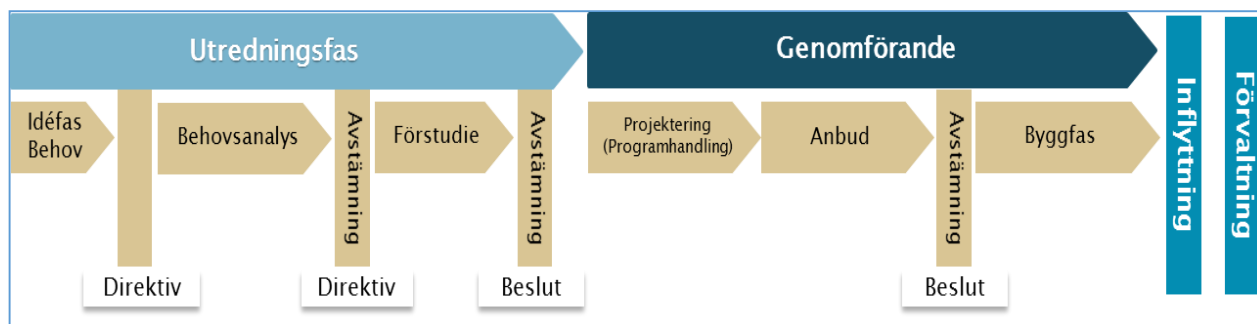 Utredningsfas
Genomförande
Idéfas
Behov
Behovsanalys
Avstämning
Förstudie
Avstämning
Projektering
(Programhandling)
Anbud
Avstämning
Byggfas
Inflyttning
Förvaltning
Direktiv
Direktiv
Beslut
Beslut